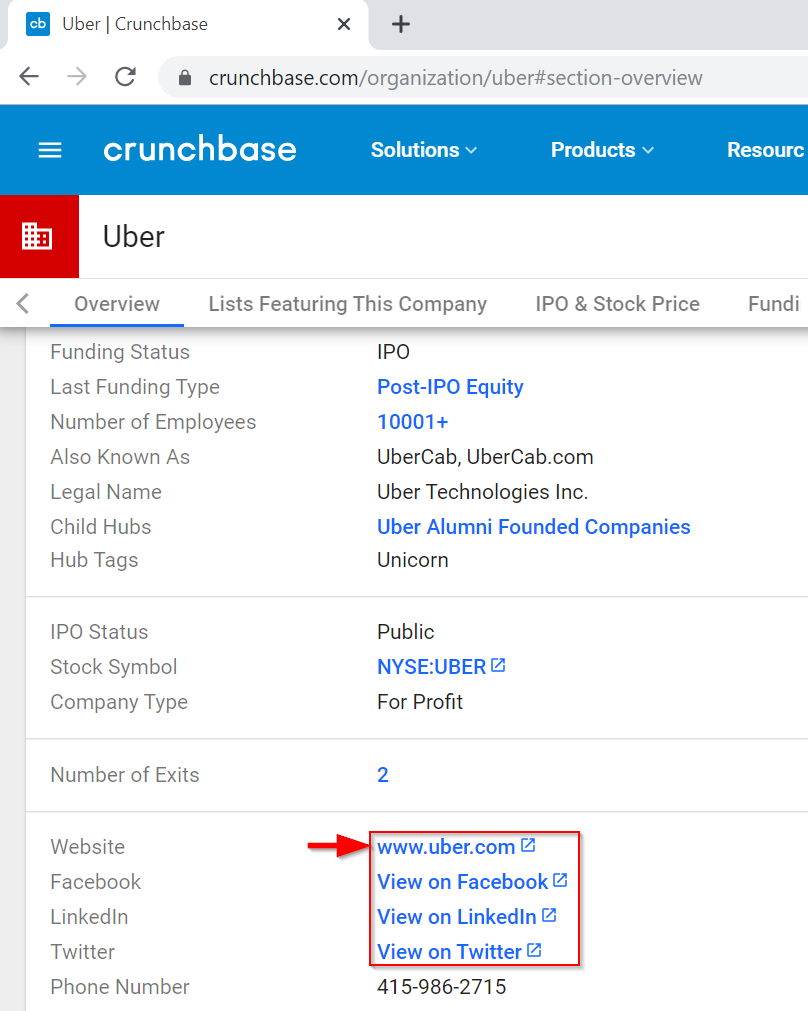 cb Uber | Crunchbase
crunchbase.com/organization/uber#section-overview
crunchbase Solutions Products Resourc
Uber
Overview Lists Featuring This Company IPO & Stock Price Fundi
Funding Status IPO
Last Funding Type Post-IPO Equity
Number of Employees 10001+
Also Known As UberCab, UberCab.com
Legal Name Uber Technologies Inc.
Child Hubs Uber Alumni Founded Companies
Hub Tags Unicorn
IPO Status Public
Stock Symbol NYSE:UBER
Company Type For Profit
Number of Exits 2
Website www.uber.com
Facebook View on Facebook
LinkedIn View on LinkedIn
Twitter View on Twitter
Phone Number 415-986-2715